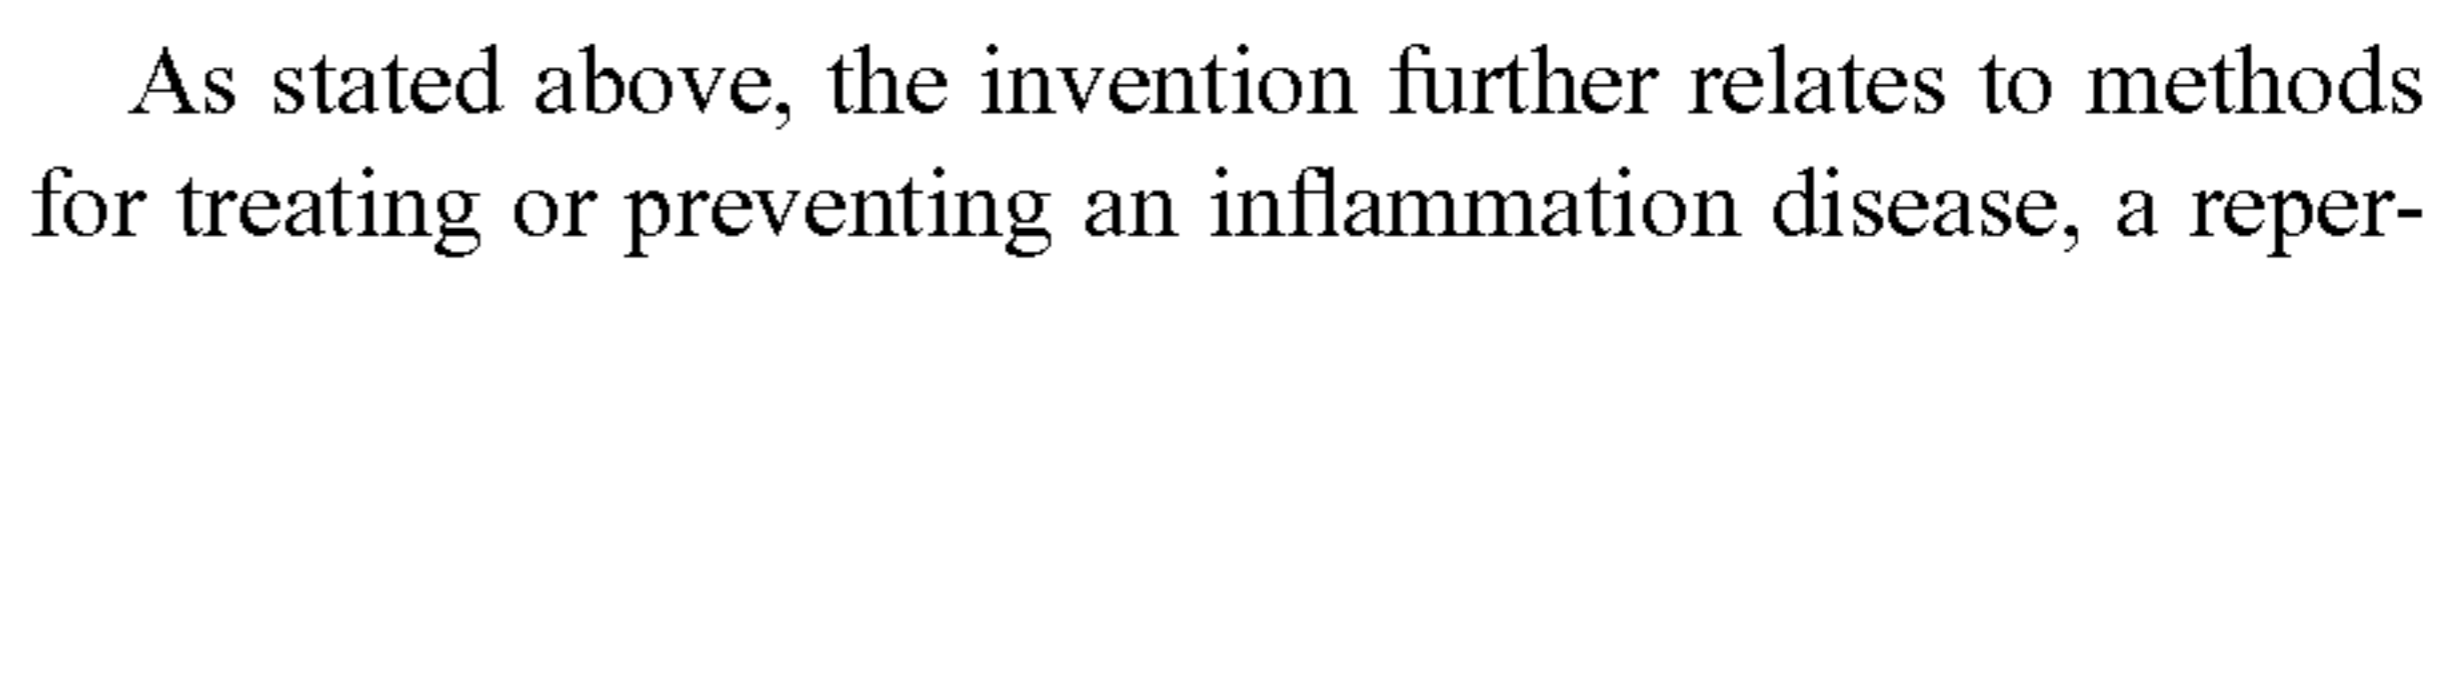 As stated above, the invention further relates to methods
for treating or preventing an inflammation disease, a reper-